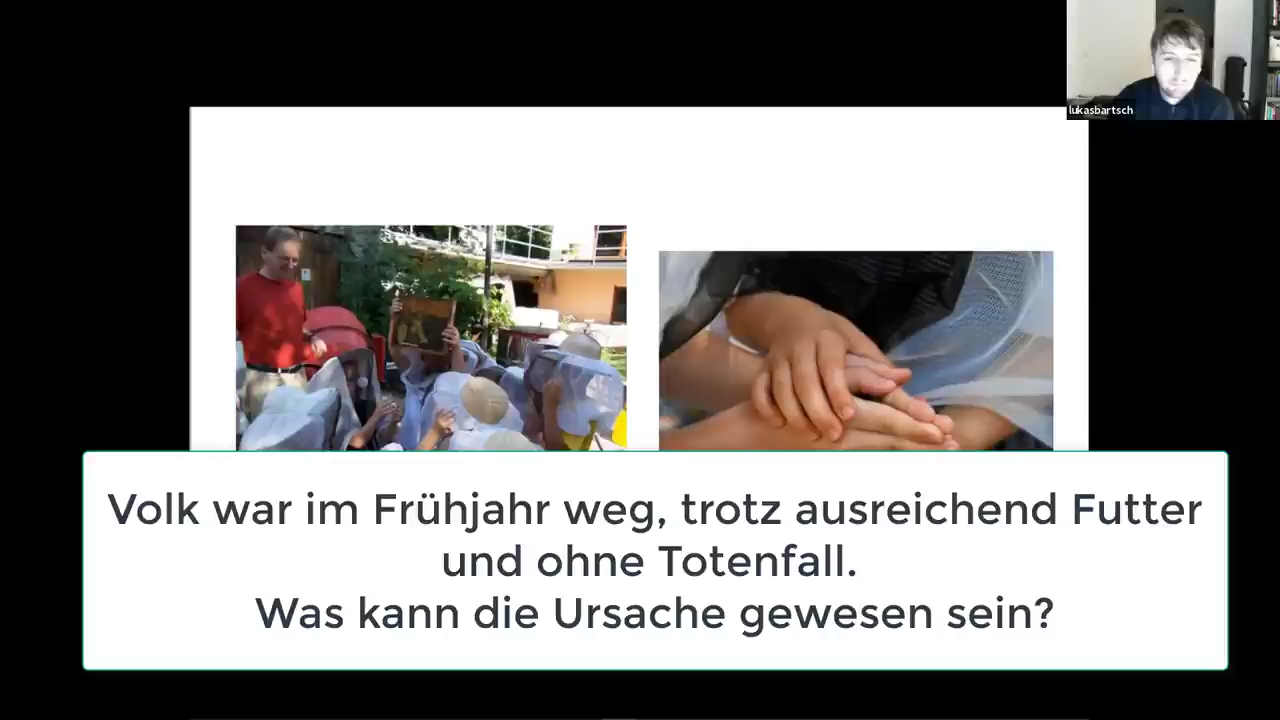 lukasbartsch
Volk war im Frühjahr weg, trotz ausreichend Futter
und ohne Totenfall.
Was kann die Ursache gewesen sein?